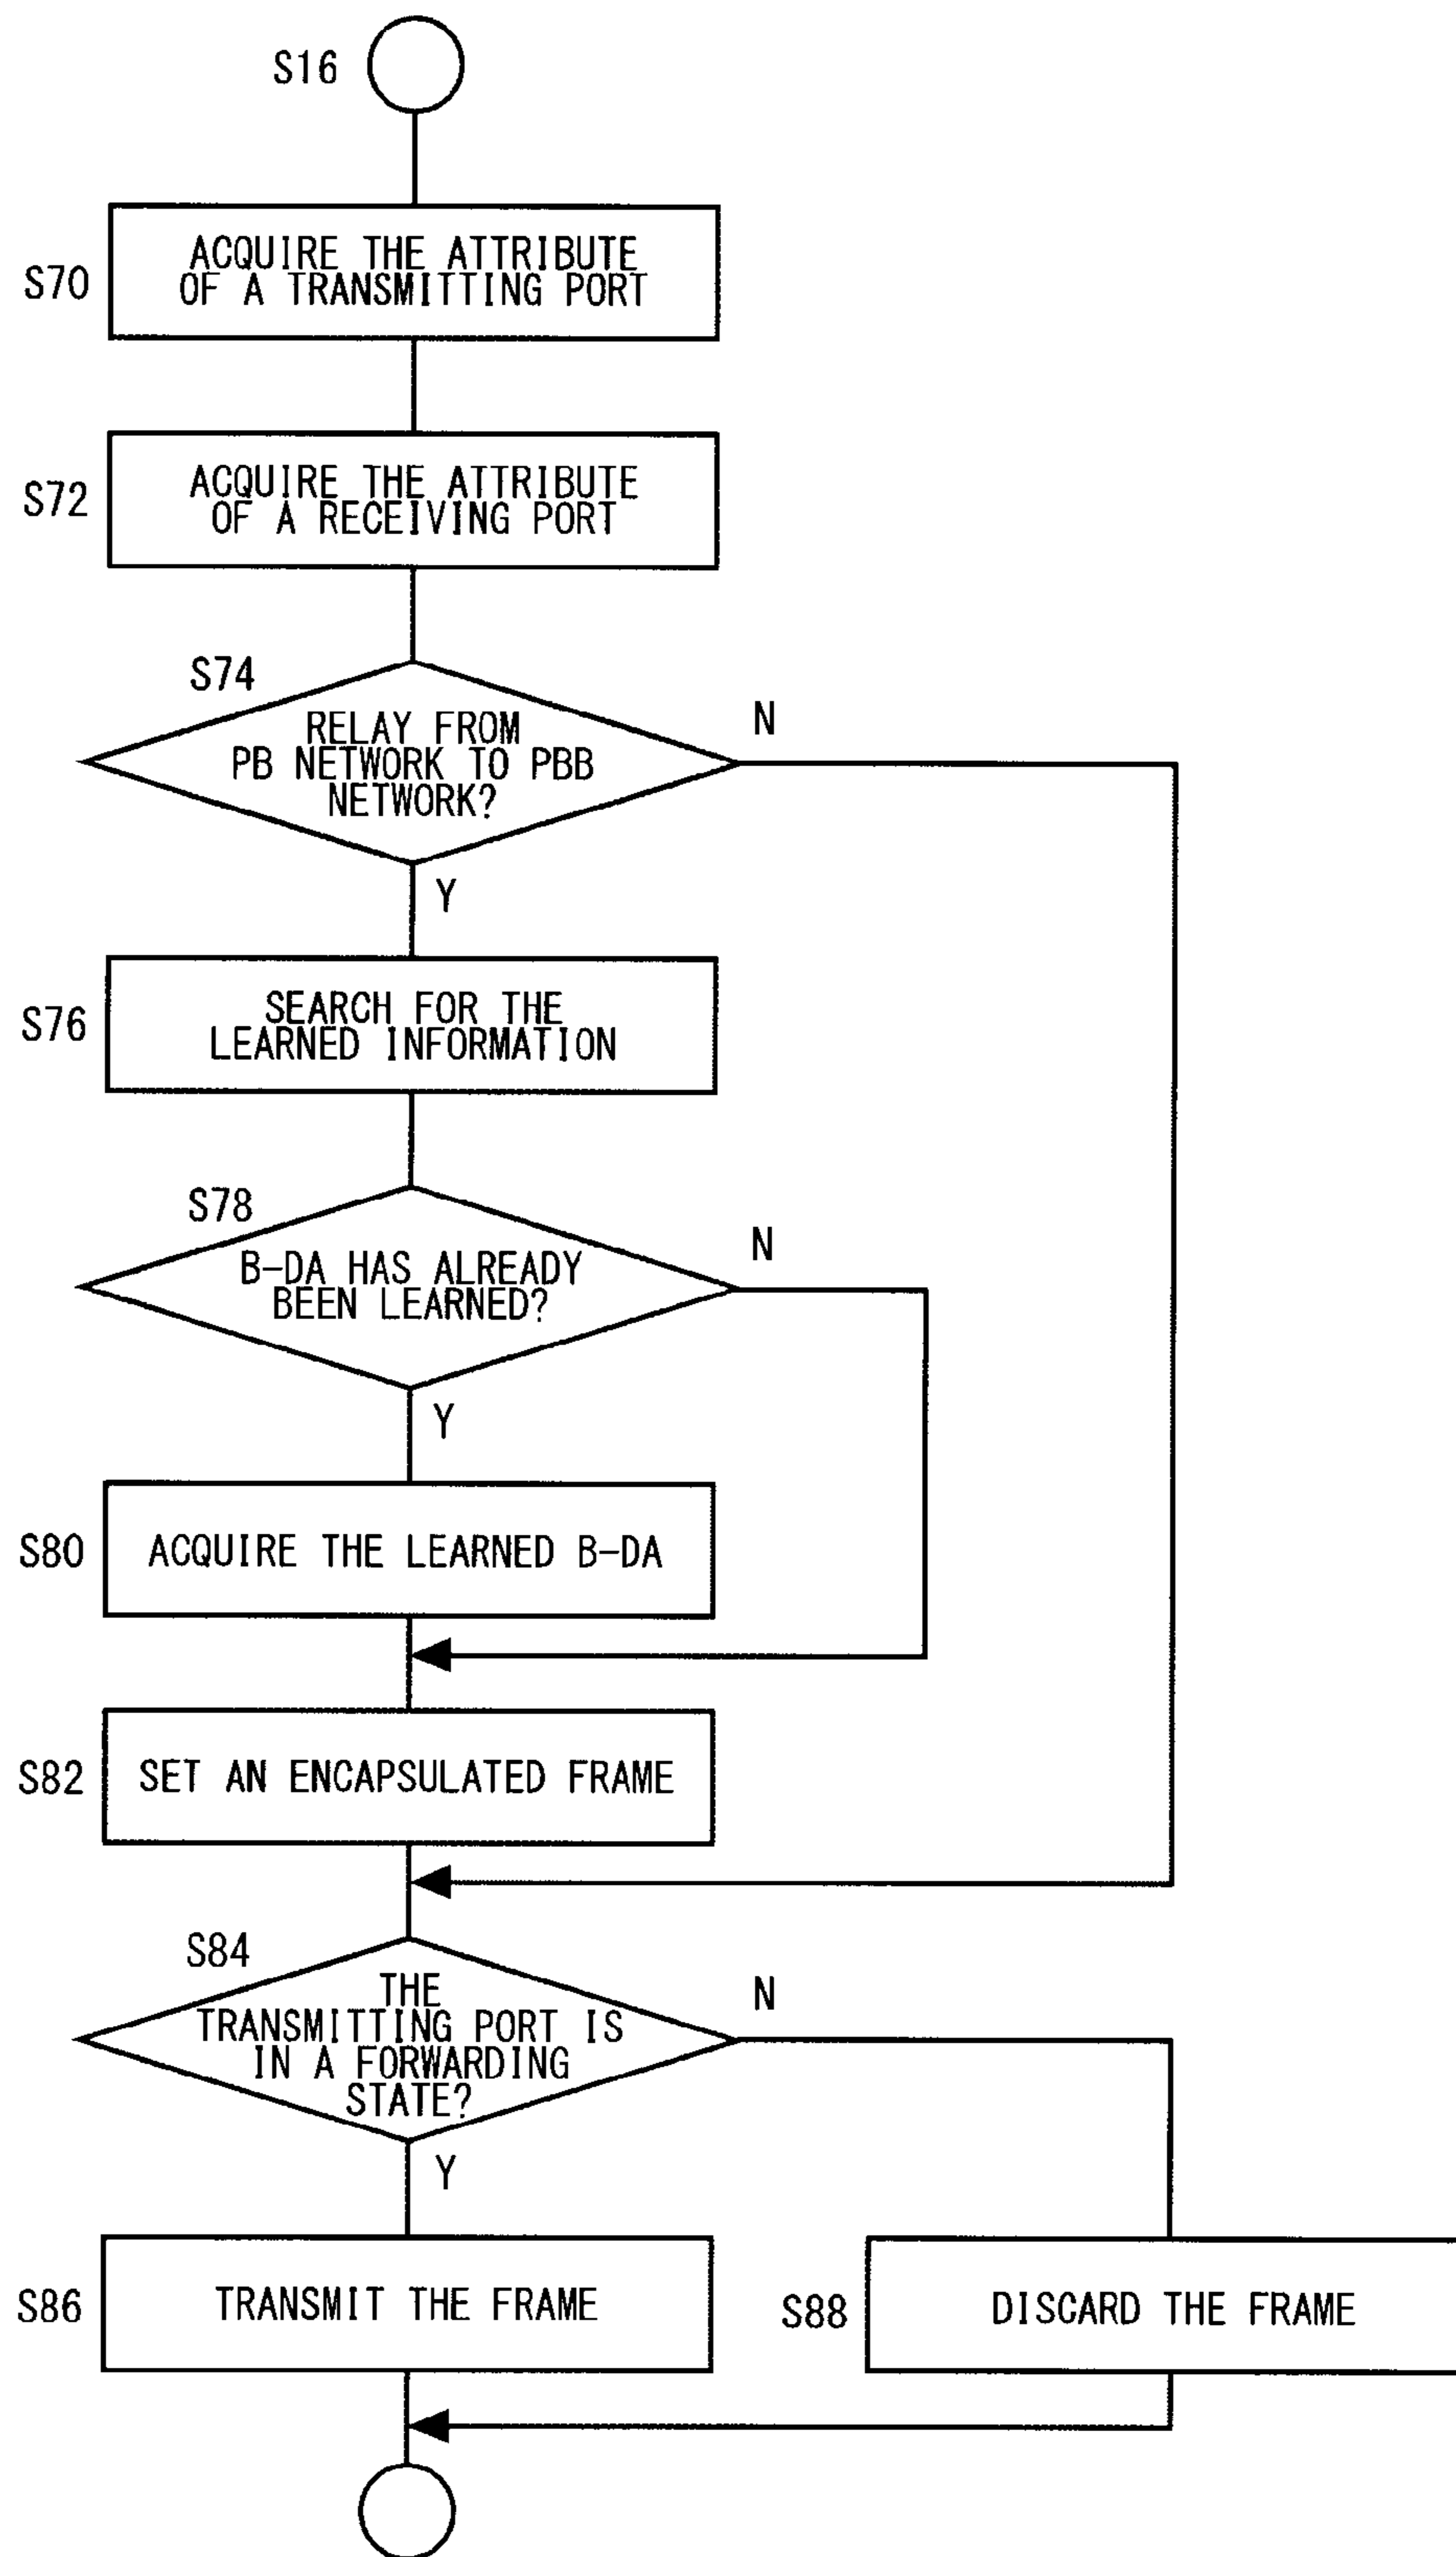 S16
S70
ACQUIRE THE ATTRIBUTE
OF A TRANSMITTING PORT
S72
ACQUIRE THE ATTRIBUTE
OF A RECEIVING PORT
S74
RELAY FROM
PB NETWORK TO PBB
NETWORK?
N
Y
S76
SEARCH FOR THE
LEARNED INFORMATION
S78
B-DA HAS ALREADY
BEEN LEARNED?
N
Y
S80
ACQUIRE THE LEARNED B-DA
S82
SET AN ENCAPSULATED FRAME
S84
THE
TRANSMITTING PORT IS
IN A FORWARDING
STATE?
N
Y
S86
TRANSMIT THE FRAME
S88
DISCARD THE FRAME